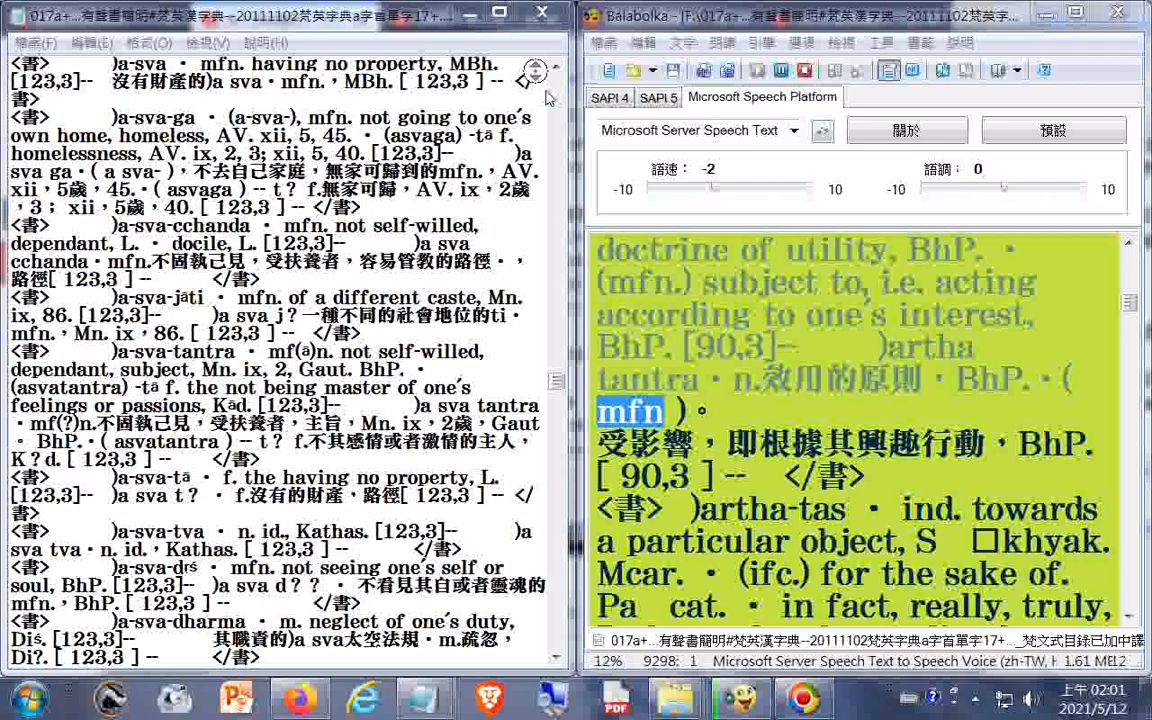 017a+...有聲書簡明#梵英漢字典--20111102梵英字典a字首單字17+...
檔案(F) 編輯(E) 格式(O) 檢視(V) 說明(H)
<書> )a-sva ‧ mfn. having no property, MBh.
[123,3]-- 沒有財產的)a sva‧mfn.，MBh. [ 123,3 ] -- </
書>
<書> )a-sva-ga ‧ (a-sva-), mfn. not going to one's
own home, homeless, AV. xii, 5, 45. ‧ (asvaga) -tā f.
homelessness, AV. ix, 2, 3; xii, 5, 40. [123,3]-- )a
sva ga‧( a sva- )，不去自己家庭，無家可歸到的mfn.，AV.
xii，5歲，45.‧( asvaga ) -- t？ f.無家可歸，AV. ix，2歲
，3； xii，5歲，40. [ 123,3 ] -- </書>
<書> )a-sva-cchanda ‧ mfn. not self-willed,
dependant, L. ‧ docile, L. [123,3]-- )a sva
cchanda‧mfn.不固執己見，受扶養者，容易管教的路徑‧，
路徑[ 123,3 ] -- </書>
<書> )a-sva-jāti ‧ mfn. of a different caste, Mn.
ix, 86. [123,3]-- )a sva j？一種不同的社會地位的ti‧
mfn.，Mn. ix，86. [ 123,3 ] -- </書>
<書> )a-sva-tantra ‧ mf(ā)n. not self-willed,
dependant, subject, Mn. ix, 2, Gaut. BhP. ‧
(asvatantra) -tā f. the not being master of one's
feelings or passions, Kād. [123,3]-- )a sva tantra
‧mf(?)n.不固執己見，受扶養者，主旨，Mn. ix，2歲，Gaut
。 BhP.‧( asvatantra ) -- t？ f.不其感情或者激情的主人，
K？d. [ 123,3 ] -- </書>
<書> )a-sva-tā ‧ f. the having no property, L.
[123,3]-- )a sva t？ ‧ f.沒有的財產，路徑[ 123,3 ] -- </
書>
<書> )a-sva-tva ‧ n. id., Kathas. [123,3]-- )a
sva tva‧n. id.，Kathas. [ 123,3 ] -- </書>
<書> )a-sva-dṛś ‧ mfn. not seeing one's self or
soul, BhP. [123,3]-- )a sva d？？ ‧ 不看見其自或者靈魂的
mfn.，BhP. [ 123,3 ] -- </書>
<書> )a-sva-dharma ‧ m. neglect of one's duty,
Diś. [123,3]-- 其職責的)a sva太空法規‧m.疏忽，
Di?. [ 123,3 ] -- </書>
Balabolka - [F:\017a+...有聲書簡明#梵英漢字典--20111102梵英字...
檔案 編輯 文字 朗讀 引擎 選項 檢視 工具 書籤 說明
SAPI 4 SAPI 5 Microsoft Speech Platform
Microsoft Server Speech Text 關於 預設
語速： -2 語調： 0
-10 10 -10 10
doctrine of utility, BhP. ‧
(mfn.) subject to, i.e. acting
according to one's interest,
BhP. [90,3]-- )artha
tantra‧n.效用的原則，BhP.‧(
mfn )。
受影響，即根據其興趣行動，BhP.
[ 90,3 ] -- </書>
<書> )artha-tas ‧ ind. towards
a particular object, S □khyak.
Mcar. ‧ (ifc.) for the sake of.
Pa cat. ‧ in fact, really, truly,
017a+...有聲書簡明#梵英漢字典--20111102梵英字典a字首單字17+..._梵文式目錄已加中譯
12% 9298: 1 Microsoft Server Speech Text to Speech Voice (zh-TW, H 1.61 МБ12
上午 02:01
2021/5/12